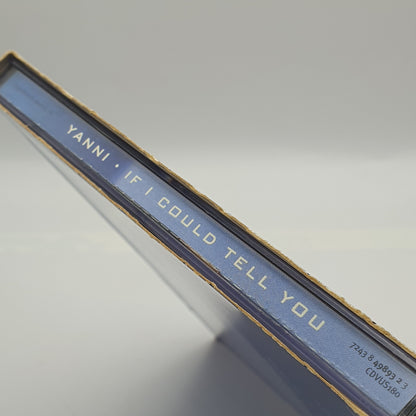 YANNI • IF I COULD TELL YOU
7243 8 49893 2 3
CDVUS180